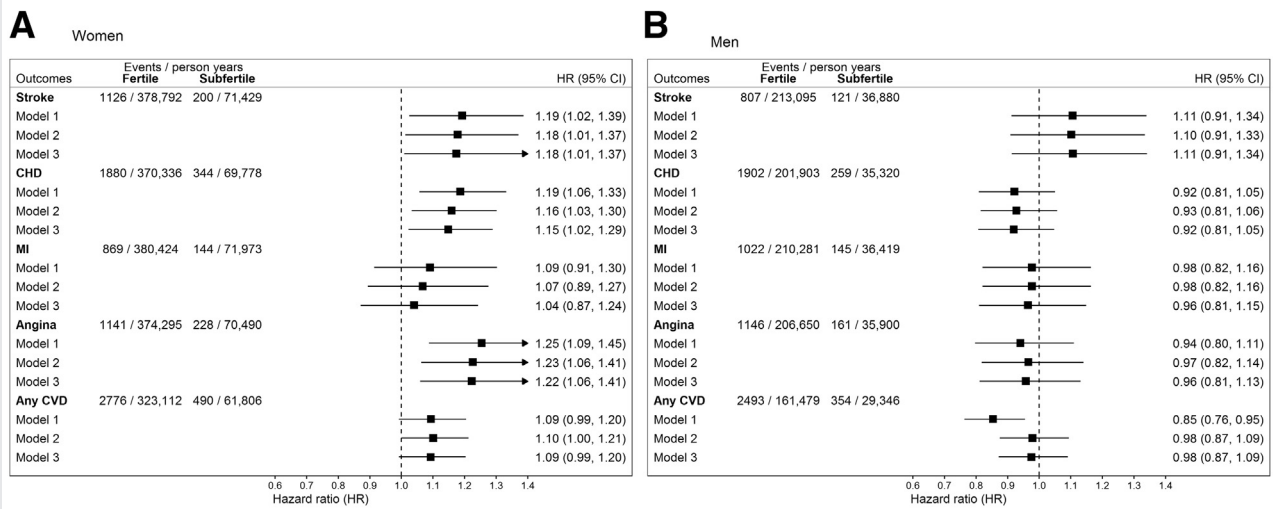 A
Women
Events / person years
Outcomes Fertile Subfertile HR (95% CI)
Stroke 1126 / 378,792 200 / 71,429
Model 1 1.19 (1.02, 1.39)
Model 2 1.18 (1.01, 1.37)
Model 3 1.18 (1.01, 1.37)
CHD 1880 / 370,336 344 / 69,778
Model 1 1.19 (1.06, 1.33)
Model 2 1.16 (1.03, 1.30)
Model 3 1.15 (1.02, 1.29)
MI 869 / 380,424 144 / 71,973
Model 1 1.09 (0.91, 1.30)
Model 2 1.07 (0.89, 1.27)
Model 3 1.04 (0.87, 1.24)
Angina 1141 / 374,295 228 / 70,490
Model 1 1.25 (1.09, 1.45)
Model 2 1.23 (1.06, 1.41)
Model 3 1.22 (1.06, 1.41)
Any CVD 2776 / 323,112 490 / 61,806
Model 1 1.09 (0.99, 1.20)
Model 2 1.10 (1.00, 1.21)
Model 3 1.09 (0.99, 1.20)
0.6 0.7 0.8 0.9 1.0 1.1 1.2 1.3 1.4
Hazard ratio (HR)
B
Men
Events / person years
Outcomes Fertile Subfertile HR (95% CI)
Stroke 807 / 213,095 121 / 36,880
Model 1 1.11 (0.91, 1.34)
Model 2 1.10 (0.91, 1.33)
Model 3 1.11 (0.91, 1.34)
CHD 1902 / 201,903 259 / 35,320
Model 1 0.92 (0.81, 1.05)
Model 2 0.93 (0.81, 1.06)
Model 3 0.92 (0.81, 1.05)
MI 1022 / 210,281 145 / 36,419
Model 1 0.98 (0.82, 1.16)
Model 2 0.98 (0.82, 1.16)
Model 3 0.96 (0.81, 1.15)
Angina 1146 / 206,650 161 / 35,900
Model 1 0.94 (0.80, 1.11)
Model 2 0.97 (0.82, 1.14)
Model 3 0.96 (0.81, 1.13)
Any CVD 2493 / 161,479 354 / 29,346
Model 1 0.85 (0.76, 0.95)
Model 2 0.98 (0.87, 1.09)
Model 3 0.98 (0.87, 1.09)
0.6 0.7 0.8 0.9 1.0 1.1 1.2 1.3 1.4
Hazard ratio (HR)